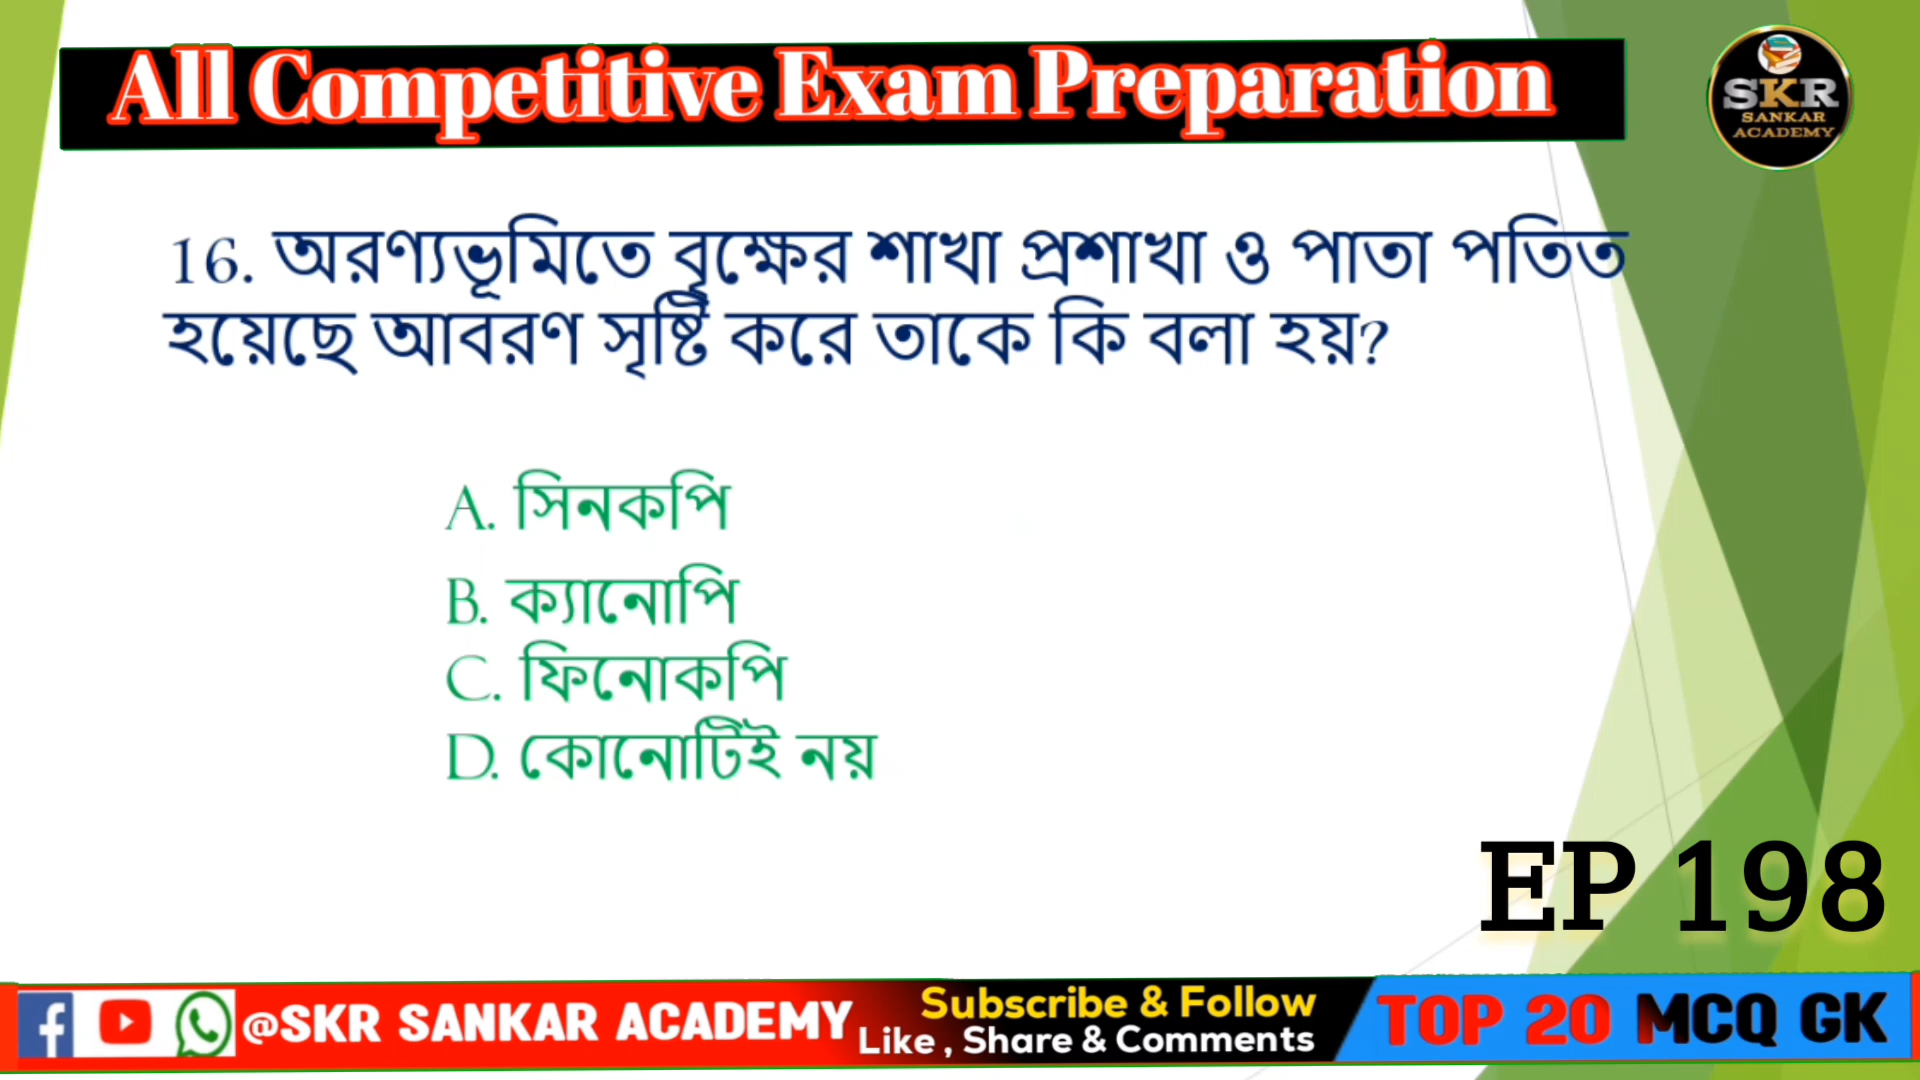 All Competitive Exam Preparation
SKR
SANKAR
ACADEMY
16. অরণ্যভূমিতে বৃক্ষের শাখা প্রশাখা ও পাতা পতিত
হয়েছে আবরণ সৃষ্টি করে তাকে কি বলা হয়?
A. সিনকপি
B. ক্যানোপি
C. ফিনোকপি
D. কোনোটিই নয়
EP 198
@SKR SANKAR ACADEMY
Subscribe & Follow
Like , Share & Comments
TOP 20 MCQ GK